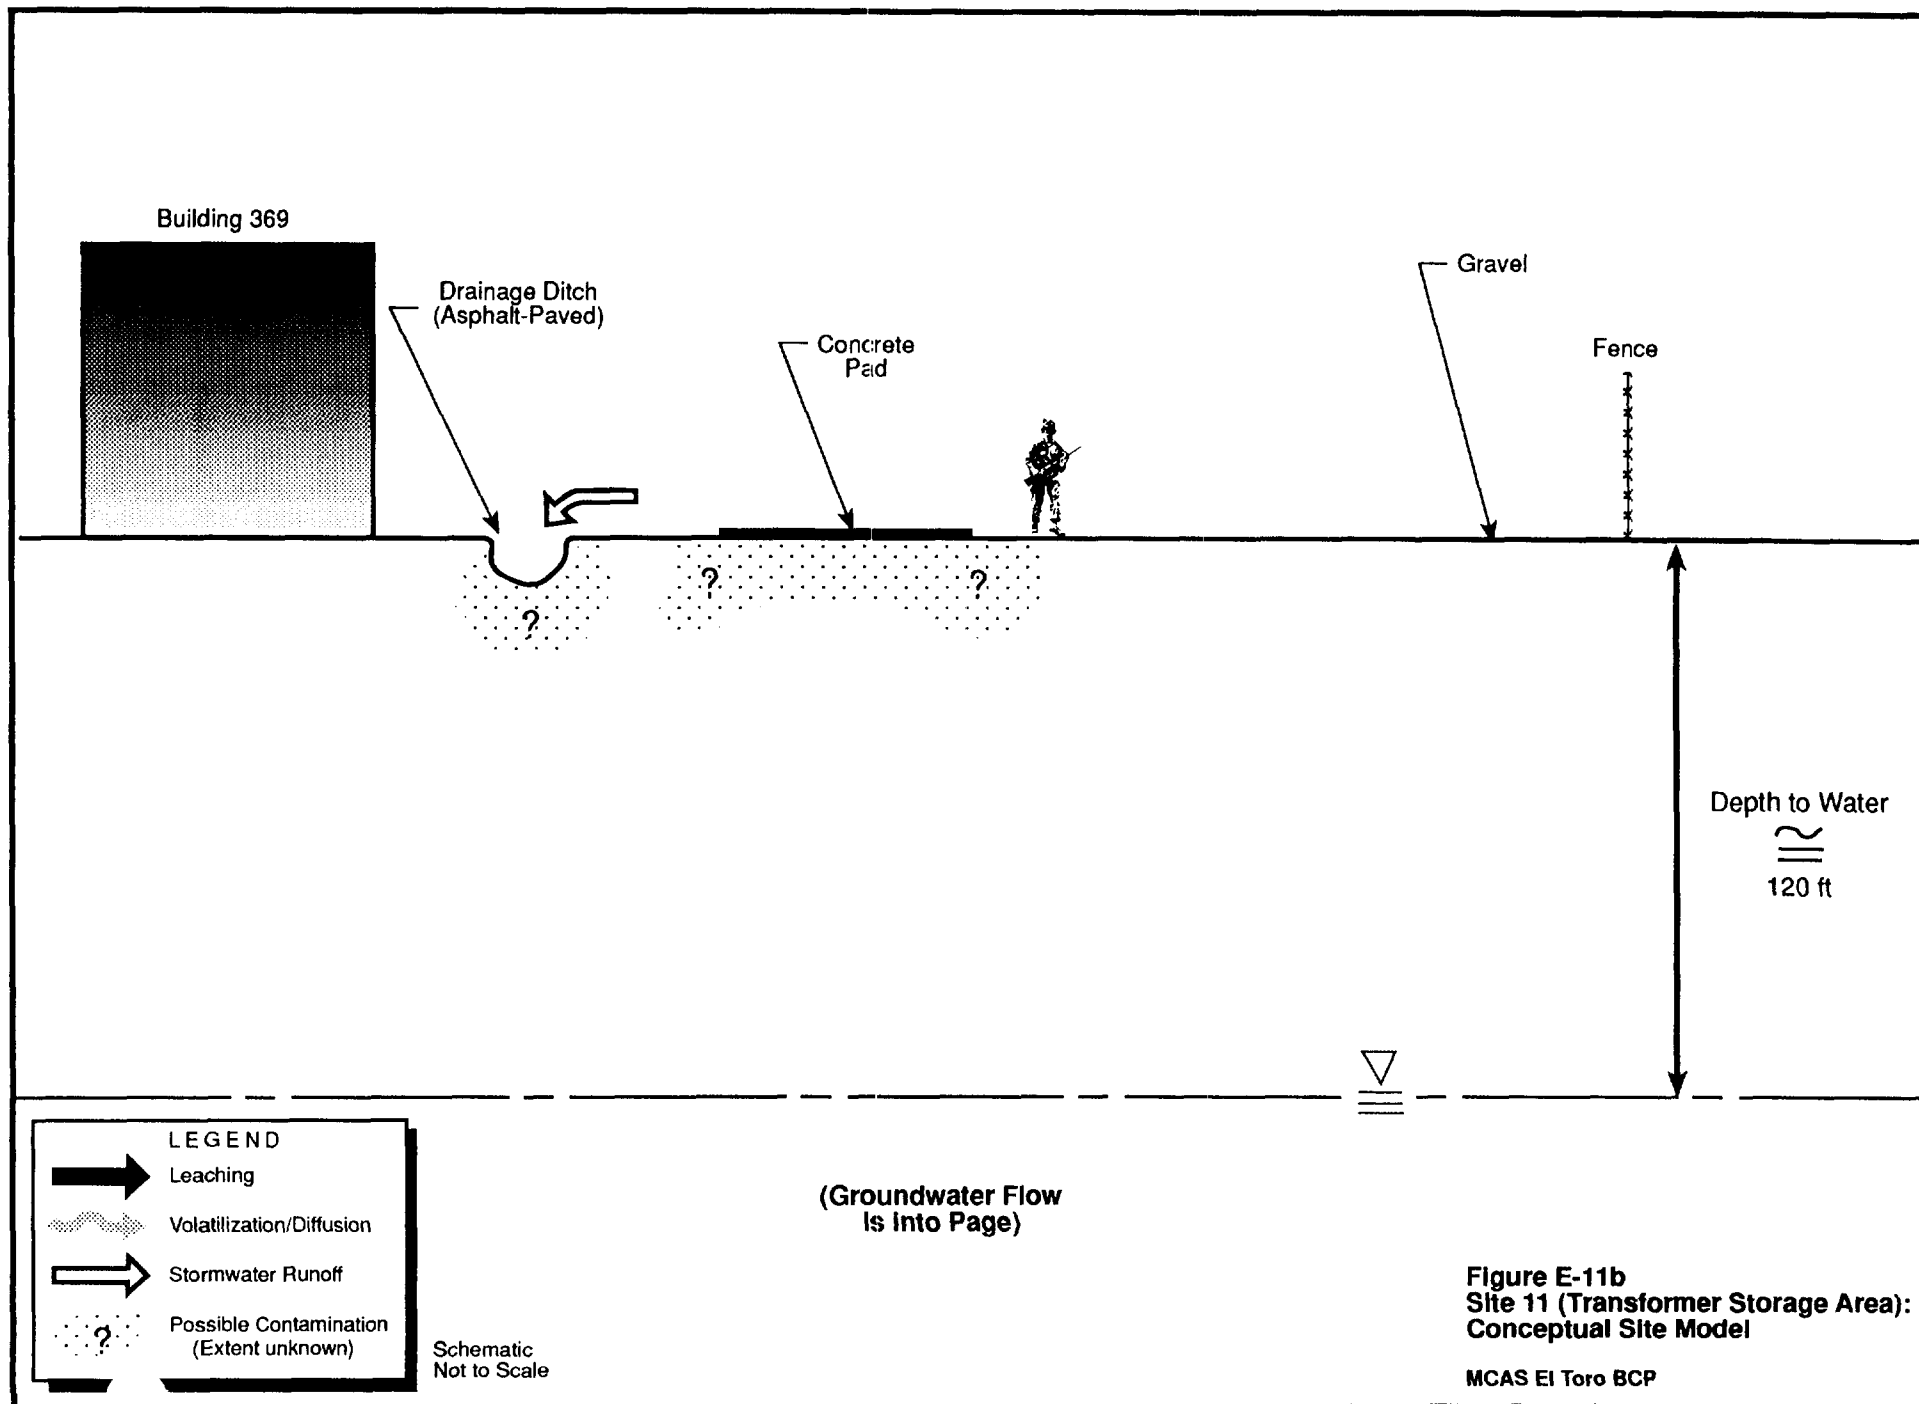 Building 369
Drainage Ditch
(Asphalt-Paved)
Concrete
Pad
Gravel
Fence
?
?
?
Depth to Water
≅
120 ft
LEGEND
Leaching
Volatilization/Diffusion
Stormwater Runoff
?
Possible Contamination
(Extent unknown)
Schematic
Not to Scale
(Groundwater Flow
is into Page)
Figure E-11b
Site 11 (Transformer Storage Area):
Conceptual Site Model
MCAS El Toro BCP